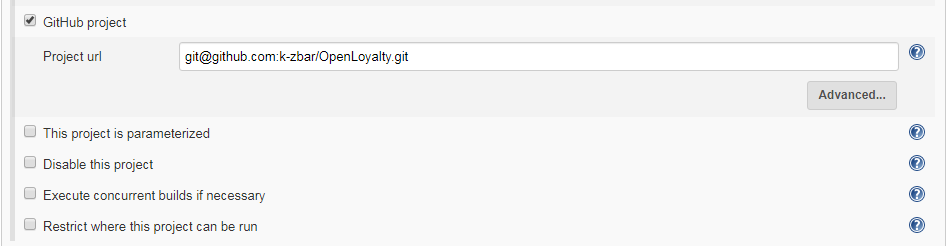 GitHub project
Project url git@github.com:k-zbar/OpenLoyalty.git
Advanced...
This project is parameterized
Disable this project
Execute concurrent builds if necessary
Restrict where this project can be run